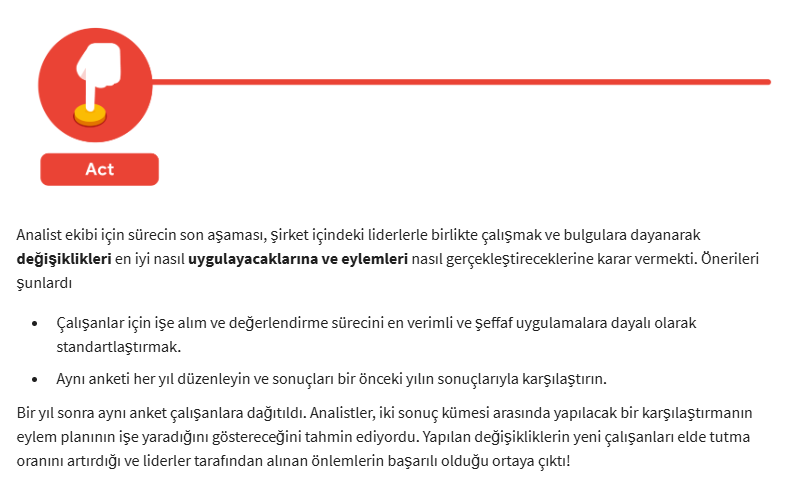 Act
Analist ekibi için sürecin son aşaması, şirket içindeki liderlerle birlikte çalışmak ve bulgulara dayanarak
değişiklikleri en iyi nasıl uygulayacaklarına ve eylemleri nasıl gerçekleştireceklerine karar vermekti. Önerileri
şunlardı
• Çalışanlar için işe alım ve değerlendirme sürecini en verimli ve şeffaf uygulamalara dayalı olarak
standartlaştırmak.
• Aynı anketi her yıl düzenleyin ve sonuçları bir önceki yılın sonuçlarıyla karşılaştırın.
Bir yıl sonra aynı anket çalışanlara dağıtıldı. Analistler, iki sonuç kümesi arasında yapılacak bir karşılaştırmanın
eylem planının işe yaradığını göstereceğini tahmin ediyordu. Yapılan değişikliklerin yeni çalışanları elde tutma
oranını artırdığı ve liderler tarafından alınan önlemlerin başarılı olduğu ortaya çıktı!